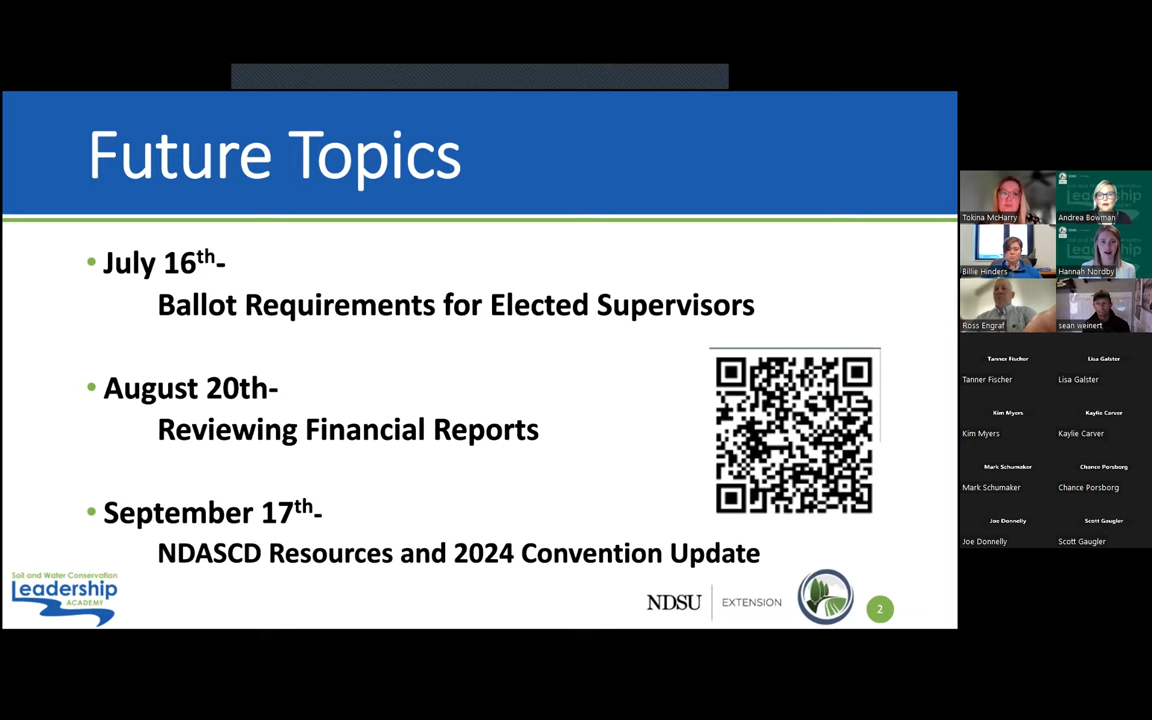 Future Topics
• July 16th-
Ballot Requirements for Elected Supervisors
• August 20th-
Reviewing Financial Reports
• September 17th-
NDASCD Resources and 2024 Convention Update
Soil and Water Conservation
Leadership
ACADEMY
NDSU EXTENSION
2
Tokina McHarry
Andrea Bowman
Billie Hinders
Hannah Nordby
Ross Engraf
sean weinert
Tanner Fischer
Lisa Galster
Tanner Fischer
Lisa Galster
Kim Myers
Kaylie Carver
Kim Myers
Kaylie Carver
Mark Schumaker
Chance Porsborg
Mark Schumaker
Chance Porsborg
Joe Donnelly
Scott Gaugler
Joe Donnelly
Scott Gaugler